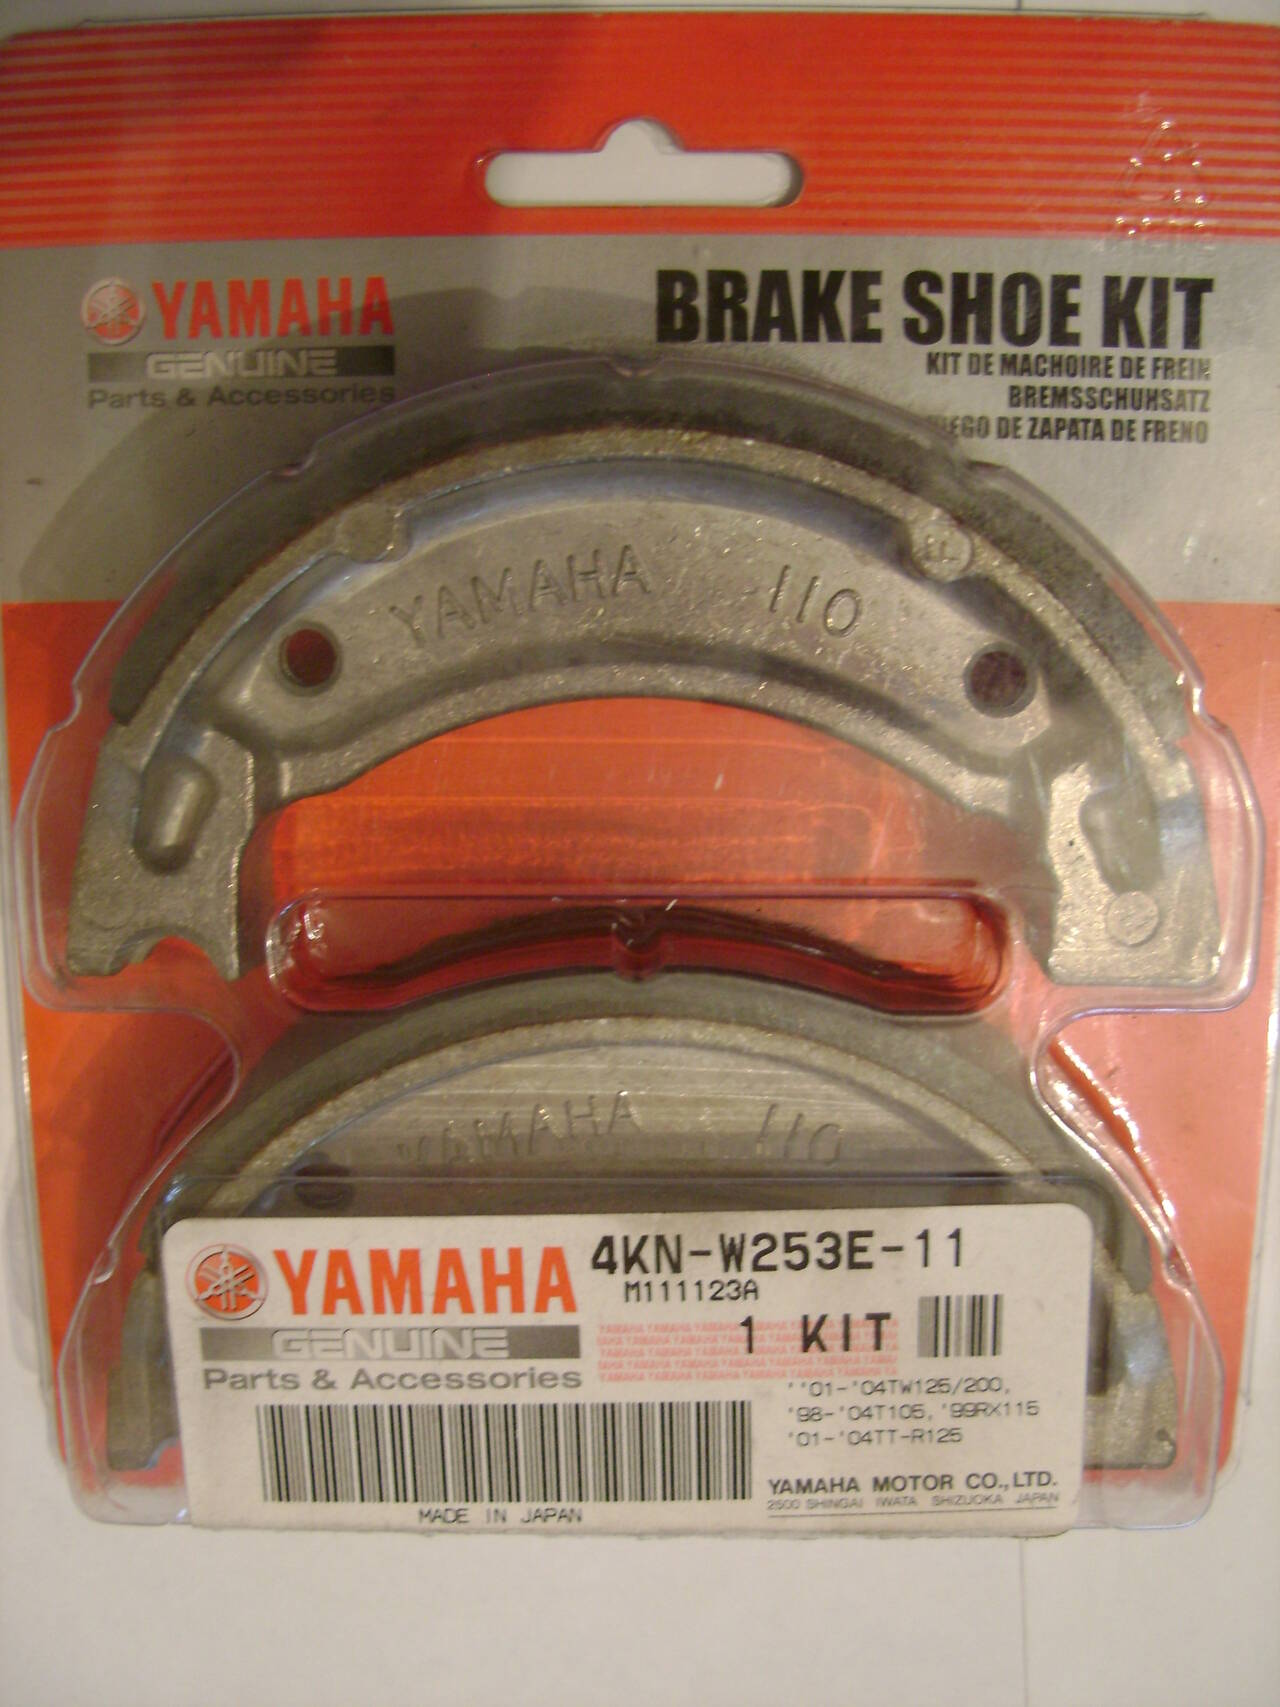 YAMAHA
GENUINE
Parts & Accessories
BRAKE SHOE KIT
KIT DE MACHOIRE DE FREIN
BREMSSCHUHSATZ
DE ZAPATA DE FRENO
YAMAHA 110
YAMAHA 110
YAMAHA
GENUINE
Parts & Accessories
4KN-W253E-11
M111123A
1 KIT
''01-'04TW125/200,
'98-'04T105, '99RX115
'01-'04TT-R125
YAMAHA MOTOR CO.,LTD.
2500 SHINGAI IWATA SHIZUOKA JAPAN
MADE IN JAPAN